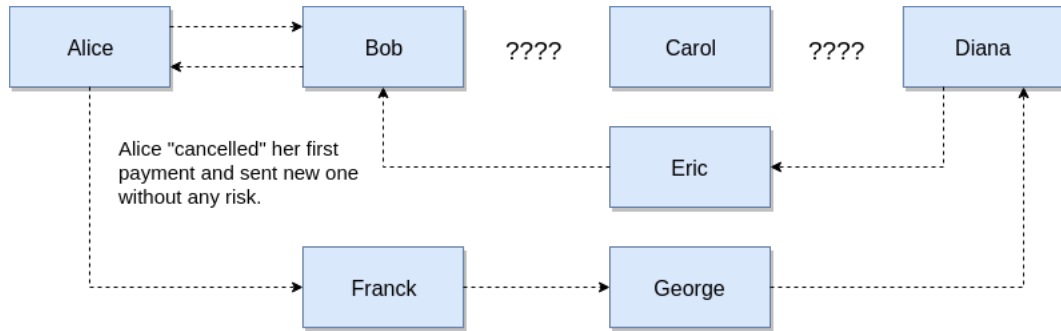 Alice
Bob
????
Carol
????
Diana
Alice "cancelled" her first
payment and sent new one
without any risk.
Eric
Franck
George